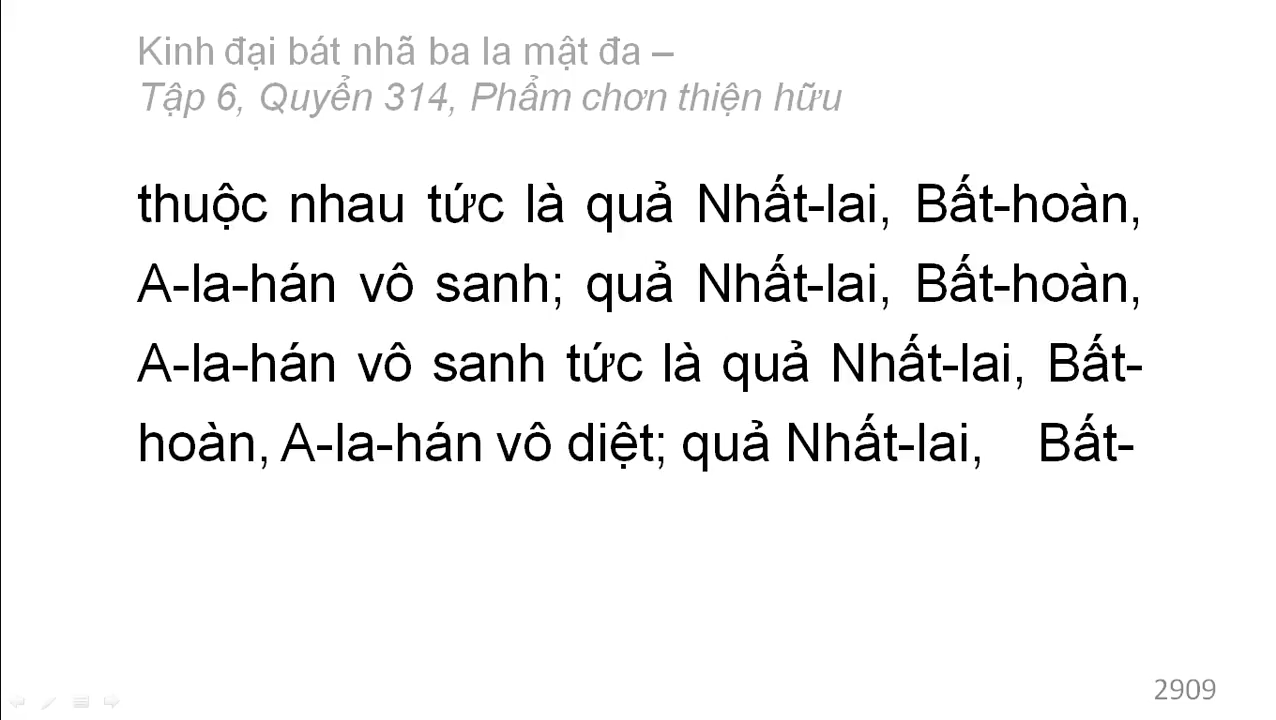 Kinh đại bát nhã ba la mật đa –
Tập 6, Quyển 314, Phẩm chơn thiện hữu
thuộc nhau tức là quả Nhất-lai, Bất-hoàn,
A-la-hán vô sanh; quả Nhất-lai, Bất-hoàn,
A-la-hán vô sanh tức là quả Nhất-lai, Bất-
hoàn, A-la-hán vô diệt; quả Nhất-lai, Bất-
2909